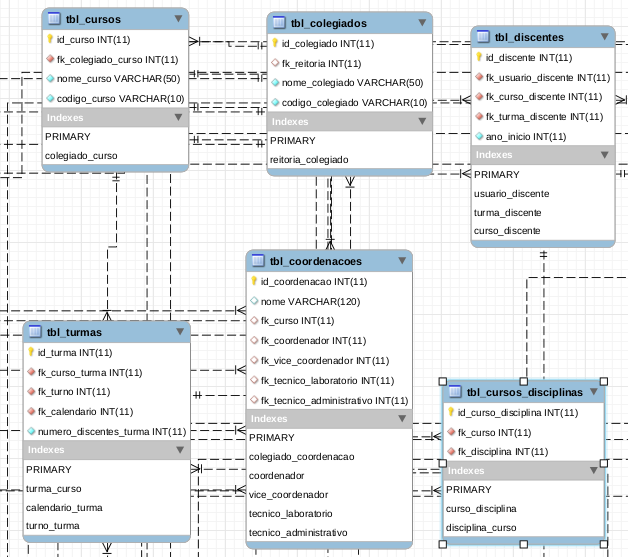 tbl_cursos
id_curso INT(11)
fk_colegiado_curso INT(11)
nome_curso VARCHAR(50)
codigo_curso VARCHAR(10)
Indexes
PRIMARY
colegiado_curso
tbl_colegiados
id_colegiado INT(11)
fk_reitoria INT(11)
nome_colegiado VARCHAR(50)
codigo_colegiado VARCHAR(10)
Indexes
PRIMARY
reitoria_colegiado
tbl_discentes
id_discente INT(11)
fk_usuario_discente INT(11)
fk_curso_discente INT(11)
fk_turma_discente INT(11)
ano_inicio INT(11)
Indexes
PRIMARY
usuario_discente
turma_discente
curso_discente
tbl_turmas
id_turma INT(11)
fk_curso_turma INT(11)
fk_turno INT(11)
fk_calendario INT(11)
numero_discentes_turma INT(11)
Indexes
PRIMARY
turma_curso
calendario_turma
turno_turma
tbl_coordenacoes
id_coordenacao INT(11)
nome VARCHAR(120)
fk_curso INT(11)
fk_coordenador INT(11)
fk_vice_coordenador INT(11)
fk_tecnico_laboratorio INT(11)
fk_tecnico_administrativo INT(11)
Indexes
PRIMARY
colegiado_coordenacao
coordenador
vice_coordenador
tecnico_laboratorio
tecnico_administrativo
tbl_cursos_disciplinas
id_curso_disciplina INT(11)
fk_curso INT(11)
fk_disciplina INT(11)
Indexes
PRIMARY
curso_disciplina
disciplina_curso